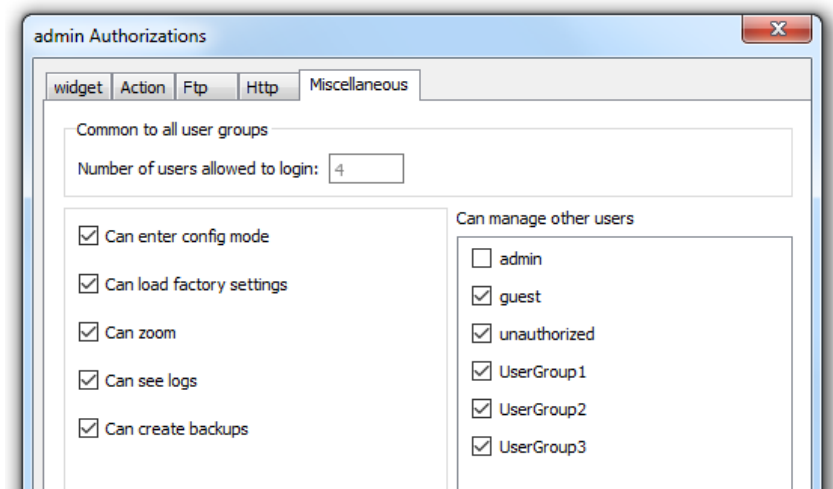 admin Authorizations
x
widget Action Ftp Http Miscellaneous
Common to all user groups
Number of users allowed to login: 4
Can enter config mode
Can load factory settings
Can zoom
Can see logs
Can create backups
Can manage other users
admin
guest
unauthorized
UserGroup1
UserGroup2
UserGroup3